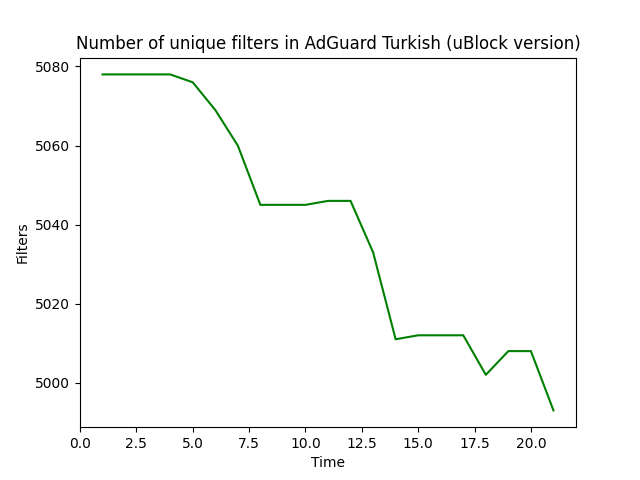 Number of unique filters in AdGuard Turkish (uBlock version)
5080
5060
5040
5020
5000
Filters
0.0 2.5 5.0 7.5 10.0 12.5 15.0 17.5 20.0
Time